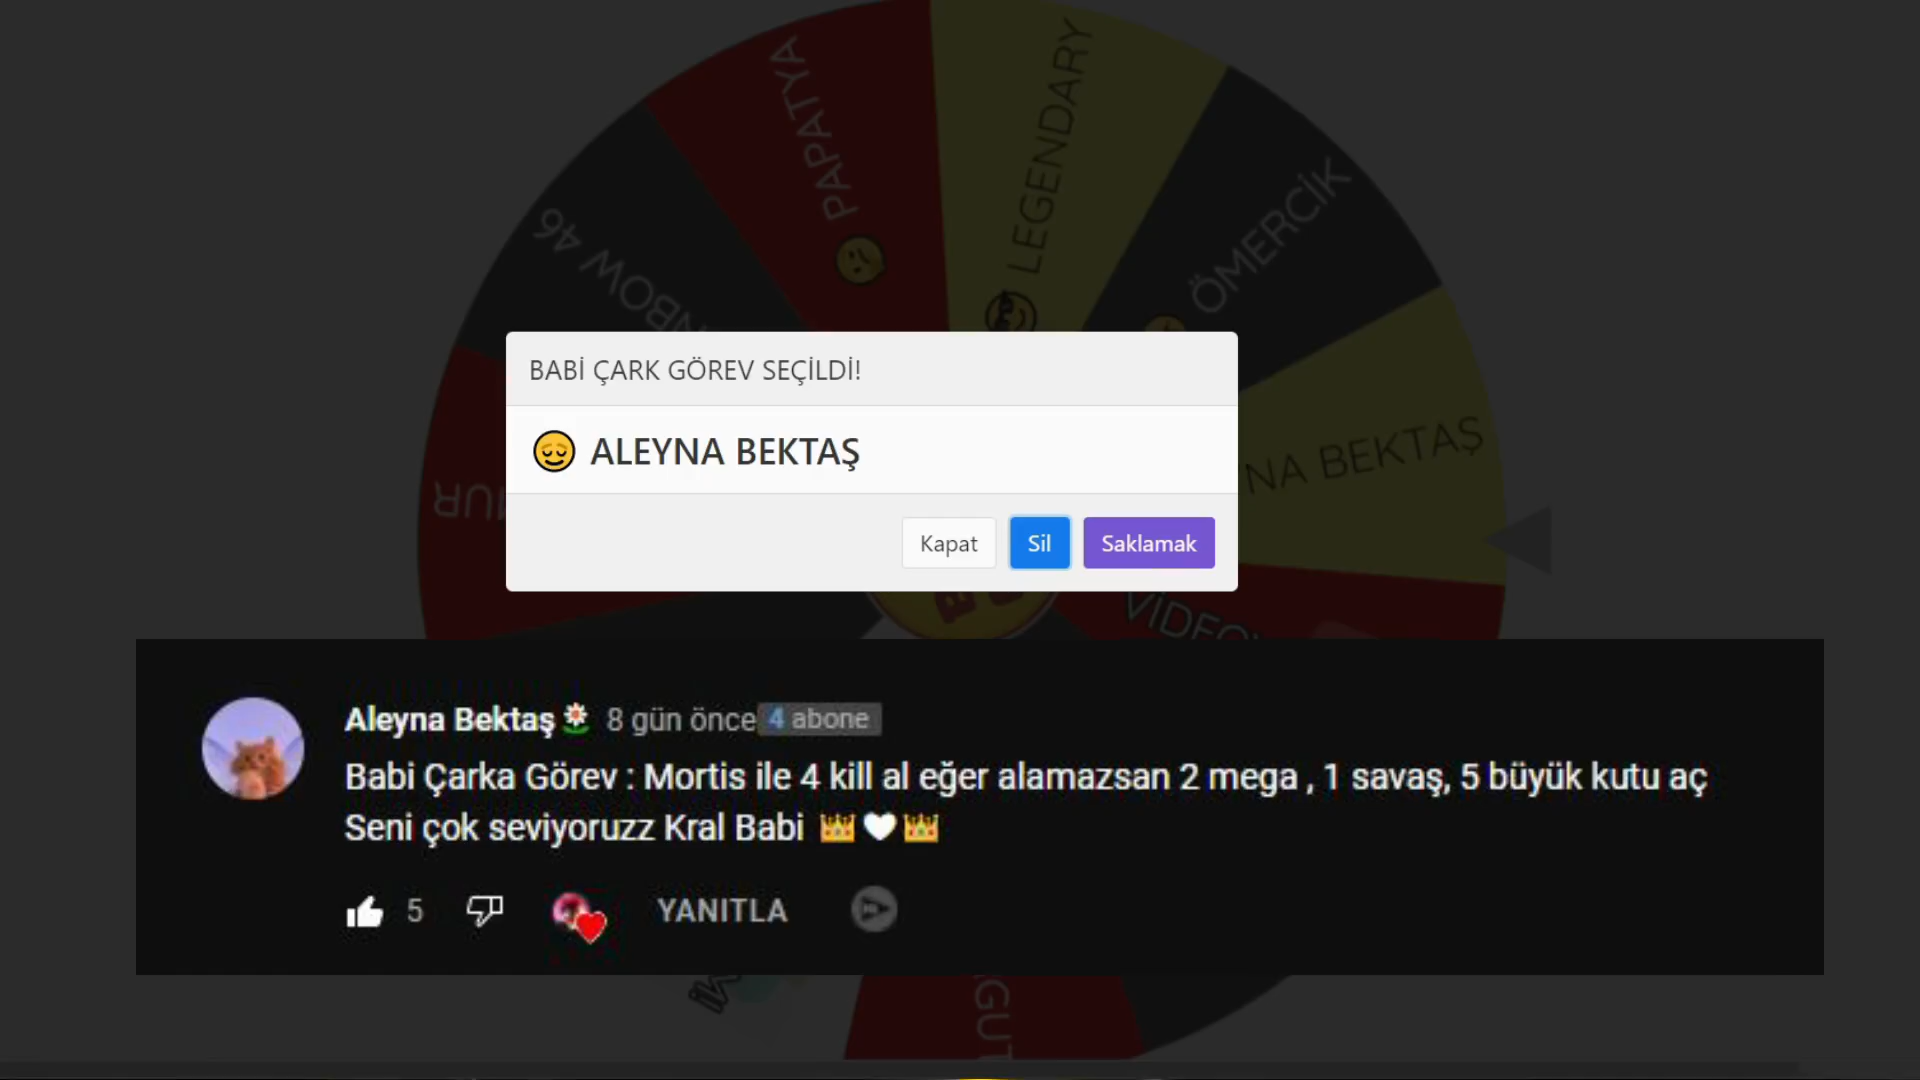 PAPATYA
LEGENDARY
ÖMERCİK
NBOW 46
NA BEKTAŞ
BABİ ÇARK GÖREV SEÇİLDİ!
ALEYNA BEKTAŞ
Kapat
Sil
Saklamak
Aleyna Bektaş 8 gün önce 4 abone
Babi Çarka Görev : Mortis ile 4 kill al eğer alamazsan 2 mega , 1 savaş, 5 büyük kutu aç
Seni çok seviyoruzz Kral Babi 👑🤍👑
5
YANITLA